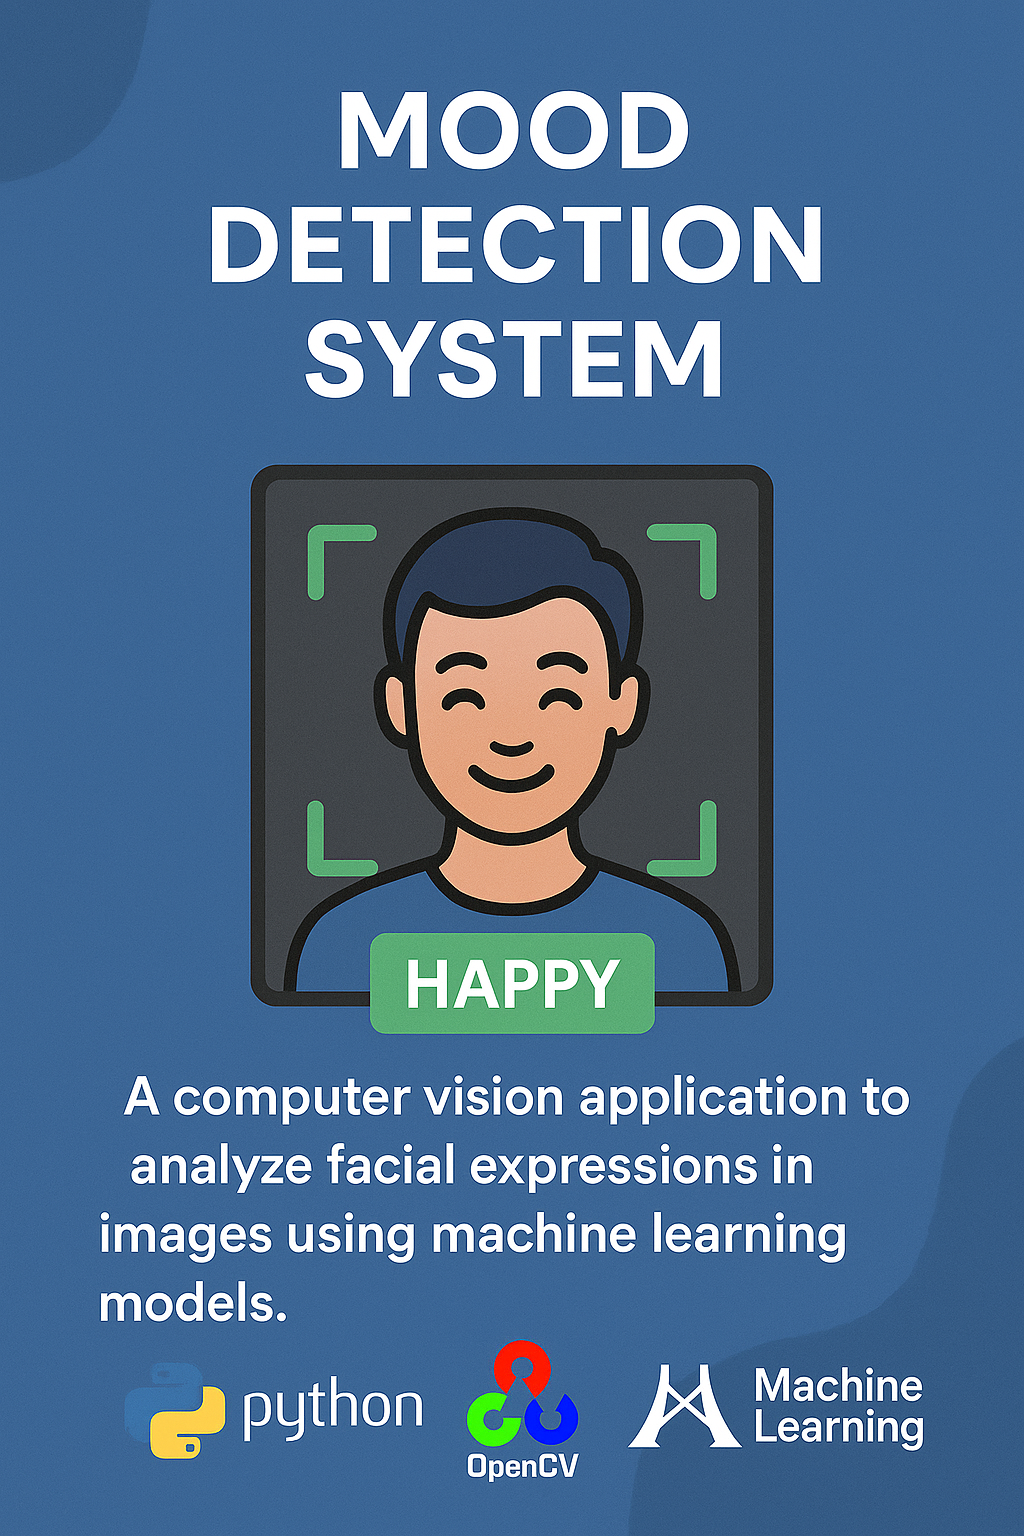 MOOD
DETECTION
SYSTEM
HAPPY
A computer vision application to
analyze facial expressions in
images using machine learning
models.
python
OpenCV
Machine
Learning